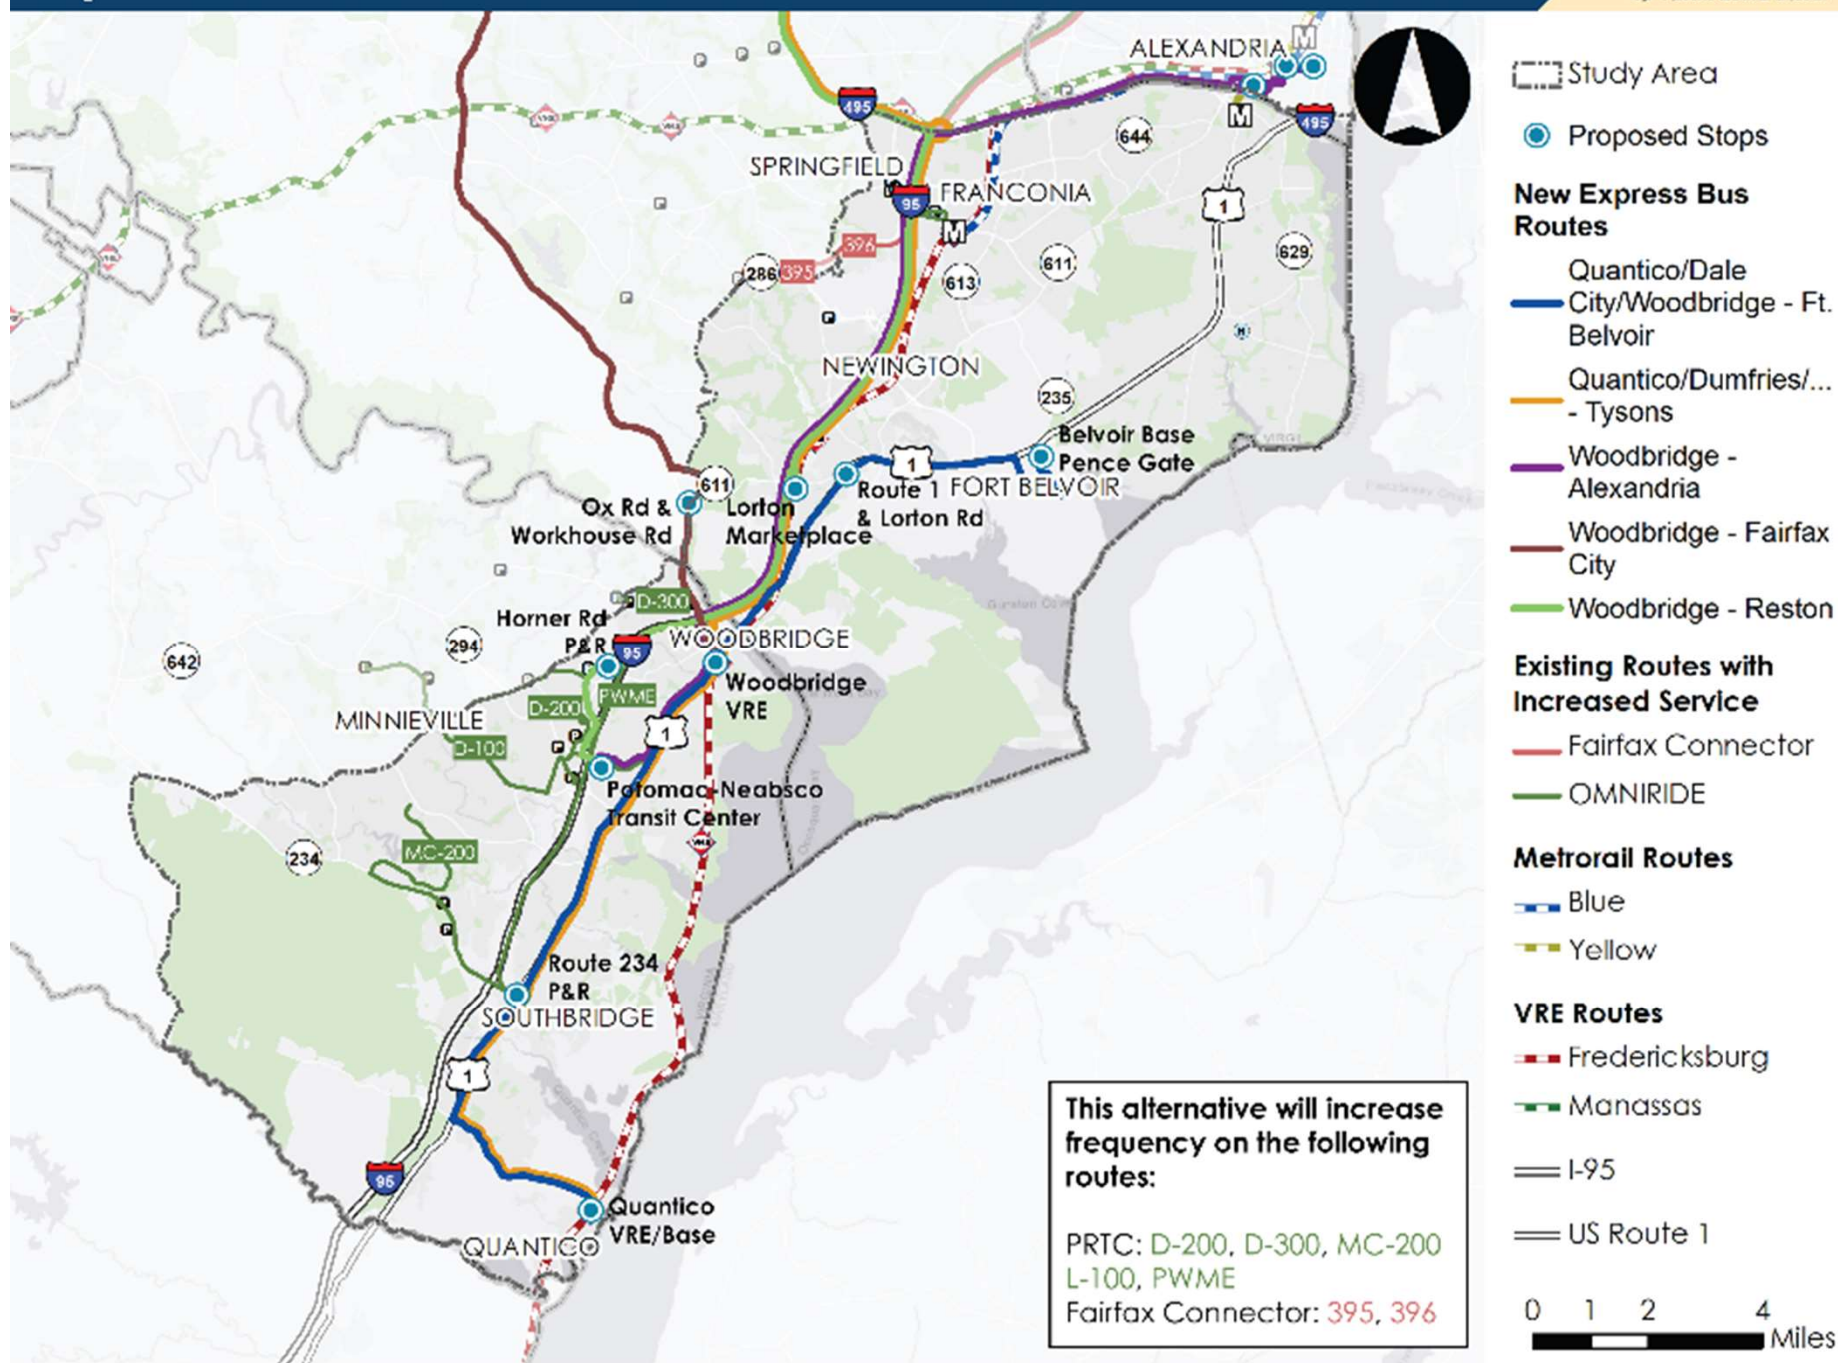 ALEXANDRIA
M
495
M
495
644
SPRINGFIELD
95
FRANCONIA
1
M
396
286
395
613
611
629
H
NEWINGTON
235
Belvoir Base
Pence Gate
1
FORT BELVOIR
611
Ox Rd &
Workhouse Rd
Lorton
Marketplace
Route 1
& Lorton Rd
D-300
Horner Rd
P&R
95
WOODBRIDGE
294
642
Woodbridge
VRE
D-200
PWME
MINNIEVILLE
1
D-100
Potomac-Neabsco
Transit Center
234
MC-200
Route 234
P&R
SOUTHBRIDGE
1
95
Quantico
VRE/Base
QUANTICO
This alternative will increase
frequency on the following
routes:
PRTC: D-200, D-300, MC-200
L-100, PWME
Fairfax Connector: 395, 396
Study Area
Proposed Stops
New Express Bus
Routes
Quantico/Dale
City/Woodbridge - Ft.
Belvoir
Quantico/Dumfries/...
- Tysons
Woodbridge -
Alexandria
Woodbridge - Fairfax
City
Woodbridge - Reston
Existing Routes with
Increased Service
Fairfax Connector
OMNIRIDE
Metrorail Routes
Blue
Yellow
VRE Routes
Fredericksburg
Manassas
I-95
US Route 1
0 1 2 4
Miles